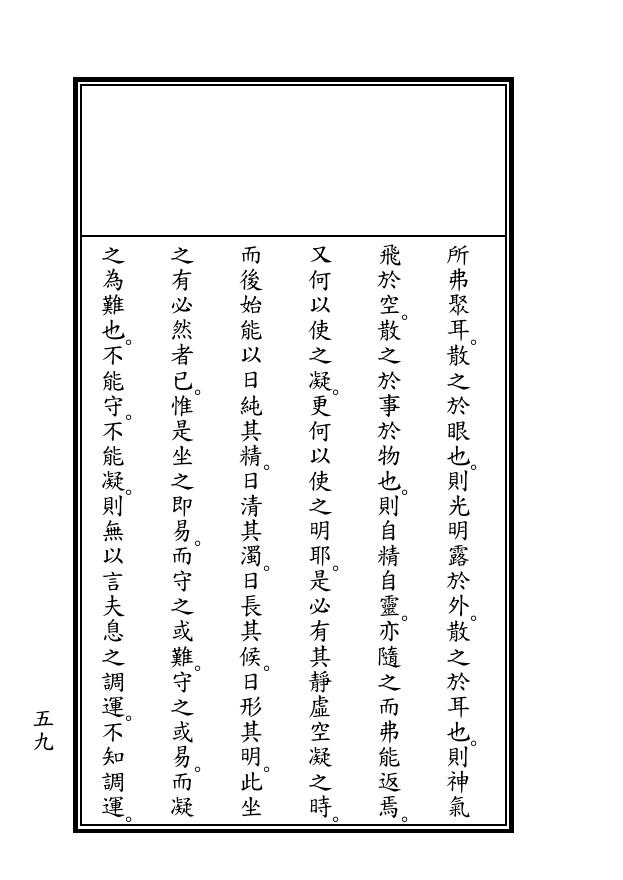 所弗聚耳。散之於眼也。則光明露於外。散之於耳也。則神氣
飛於空。散之於事於物也。則自精自靈。亦隨之而弗能返焉。
又何以使之凝。更何以使之明耶。是必有其靜虛空凝之時。
而後始能以日純其精。日清其濁。日長其候。日形其明。此坐
之有必然者已。惟是坐之即易。而守之或難。守之或易。而凝
之為難也。不能守。不能凝。則無以言夫息之調運。不知調運。
五九